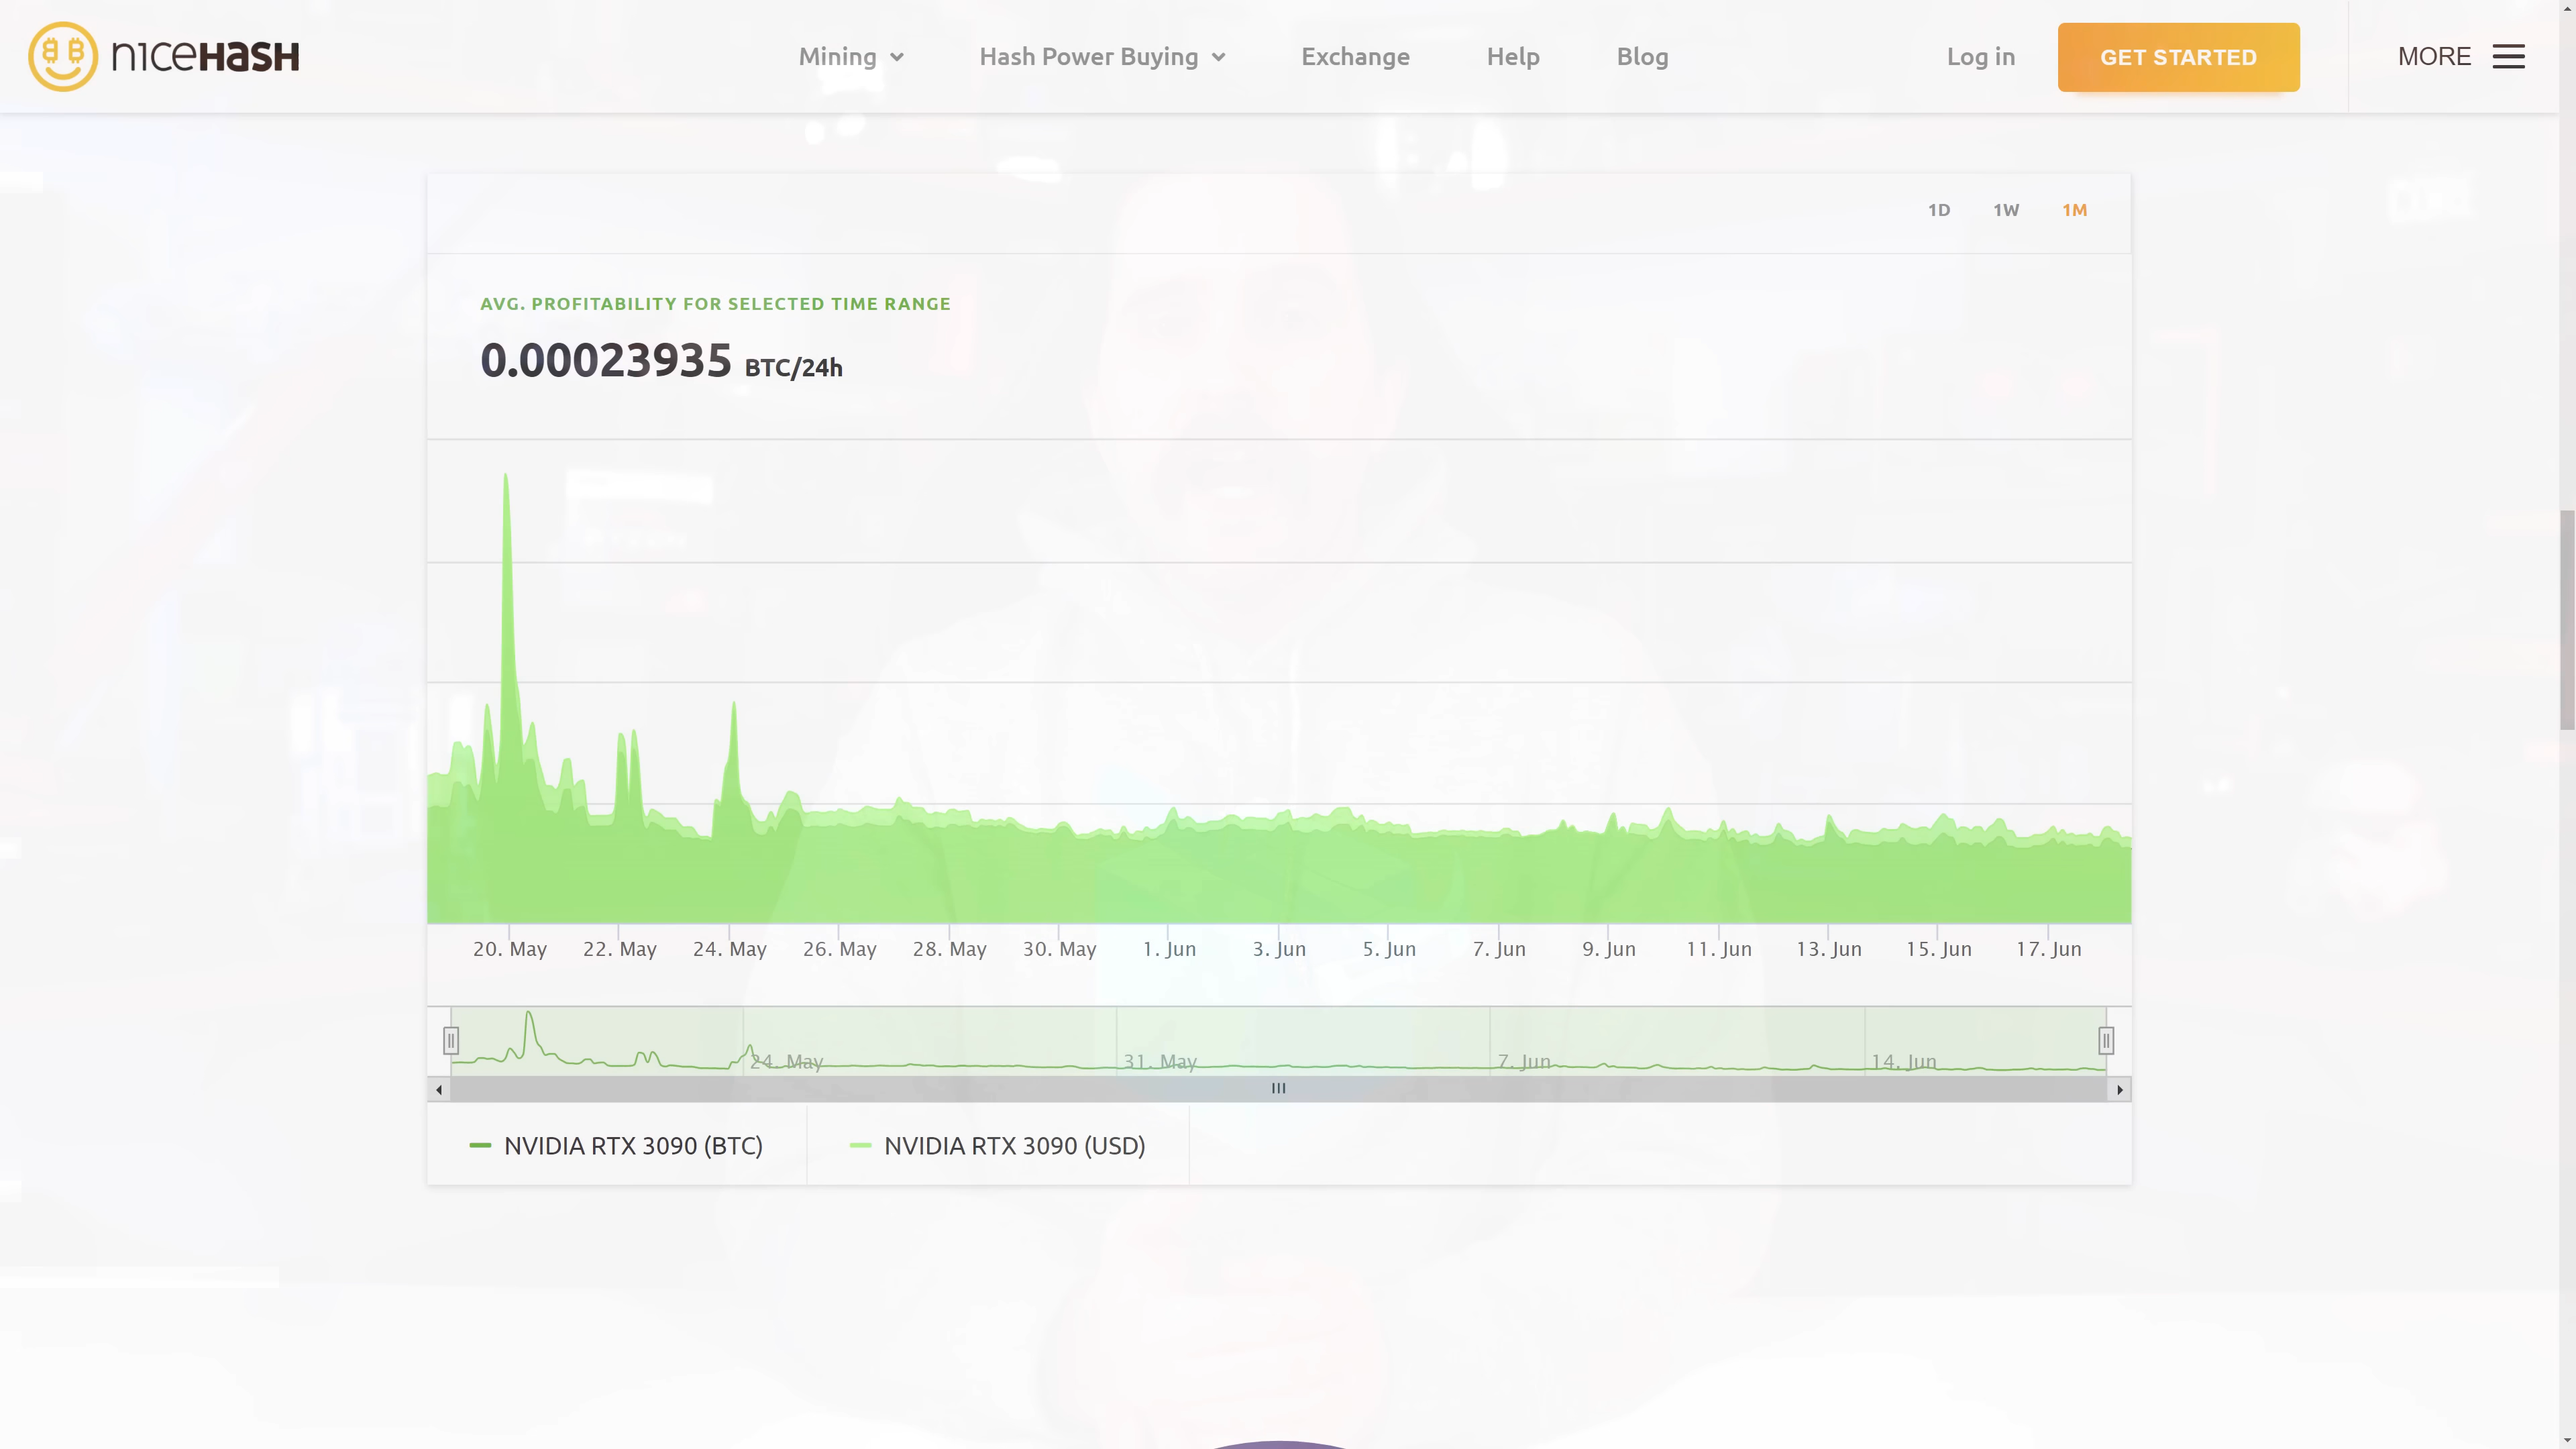 niceHASH
Mining
Hash Power Buying
Exchange
Help
Blog
Log in
GET STARTED
MORE
1D 1W 1M
AVG. PROFITABILITY FOR SELECTED TIME RANGE
0.00023935 BTC/24h
20. May 22. May 24. May 26. May 28. May 30. May 1. Jun 3. Jun 5. Jun 7. Jun 9. Jun 11. Jun 13. Jun 15. Jun 17. Jun
24. May 31. May 7. Jun 14. Jun
NVIDIA RTX 3090 (BTC)
NVIDIA RTX 3090 (USD)